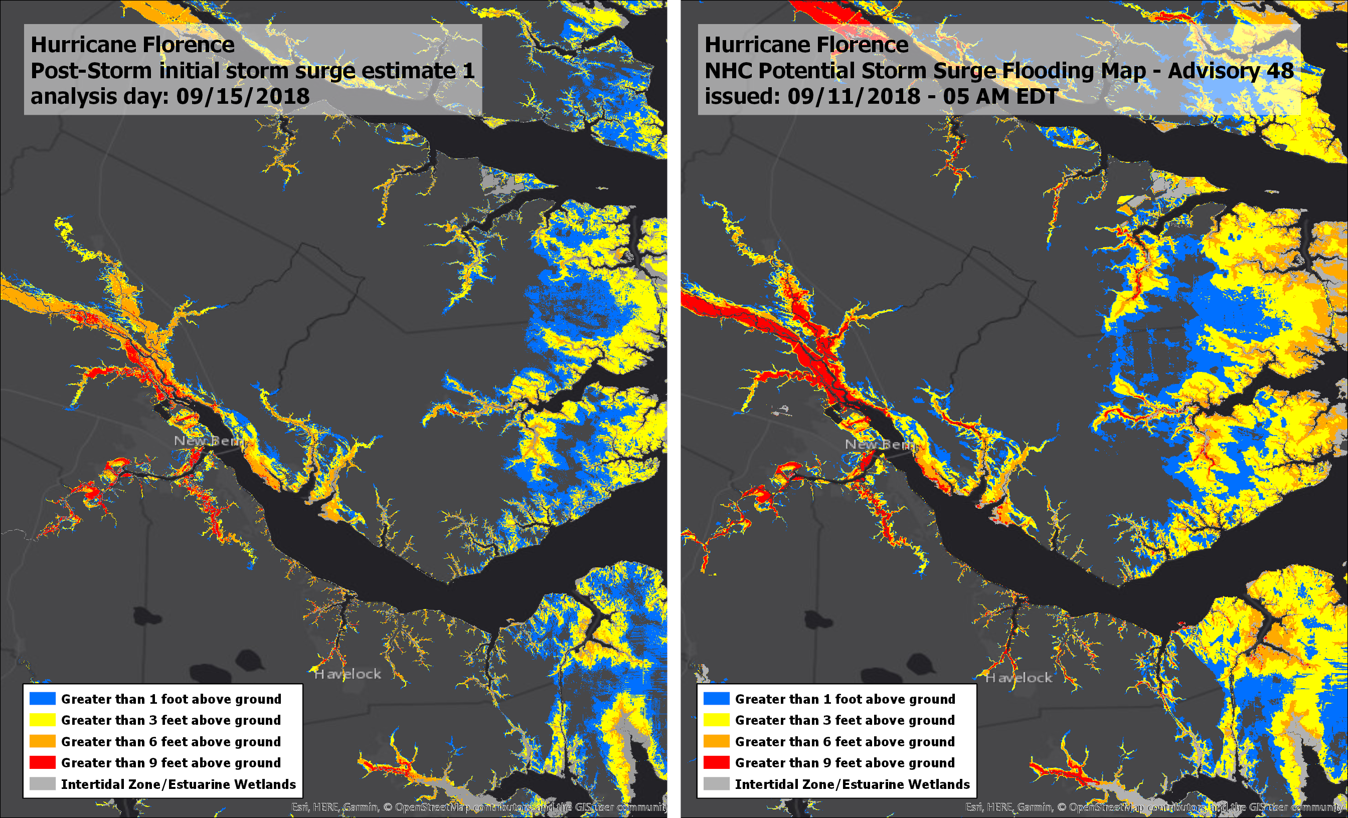 Hurricane Florence
Post-Storm initial storm surge estimate 1
analysis day: 09/15/2018
New Bern
Havelock
Greater than 1 foot above ground
Greater than 3 feet above ground
Greater than 6 feet above ground
Greater than 9 feet above ground
Intertidal Zone/Estuarine Wetlands
Esri, HERE, Garmin, © OpenStreetMap contributors, and the GIS user community
Hurricane Florence
NHC Potential Storm Surge Flooding Map - Advisory 48
issued: 09/11/2018 - 05 AM EDT
New Bern
Havelock
Greater than 1 foot above ground
Greater than 3 feet above ground
Greater than 6 feet above ground
Greater than 9 feet above ground
Intertidal Zone/Estuarine Wetlands
Esri, HERE, Garmin, © OpenStreetMap contributors, and the GIS user community